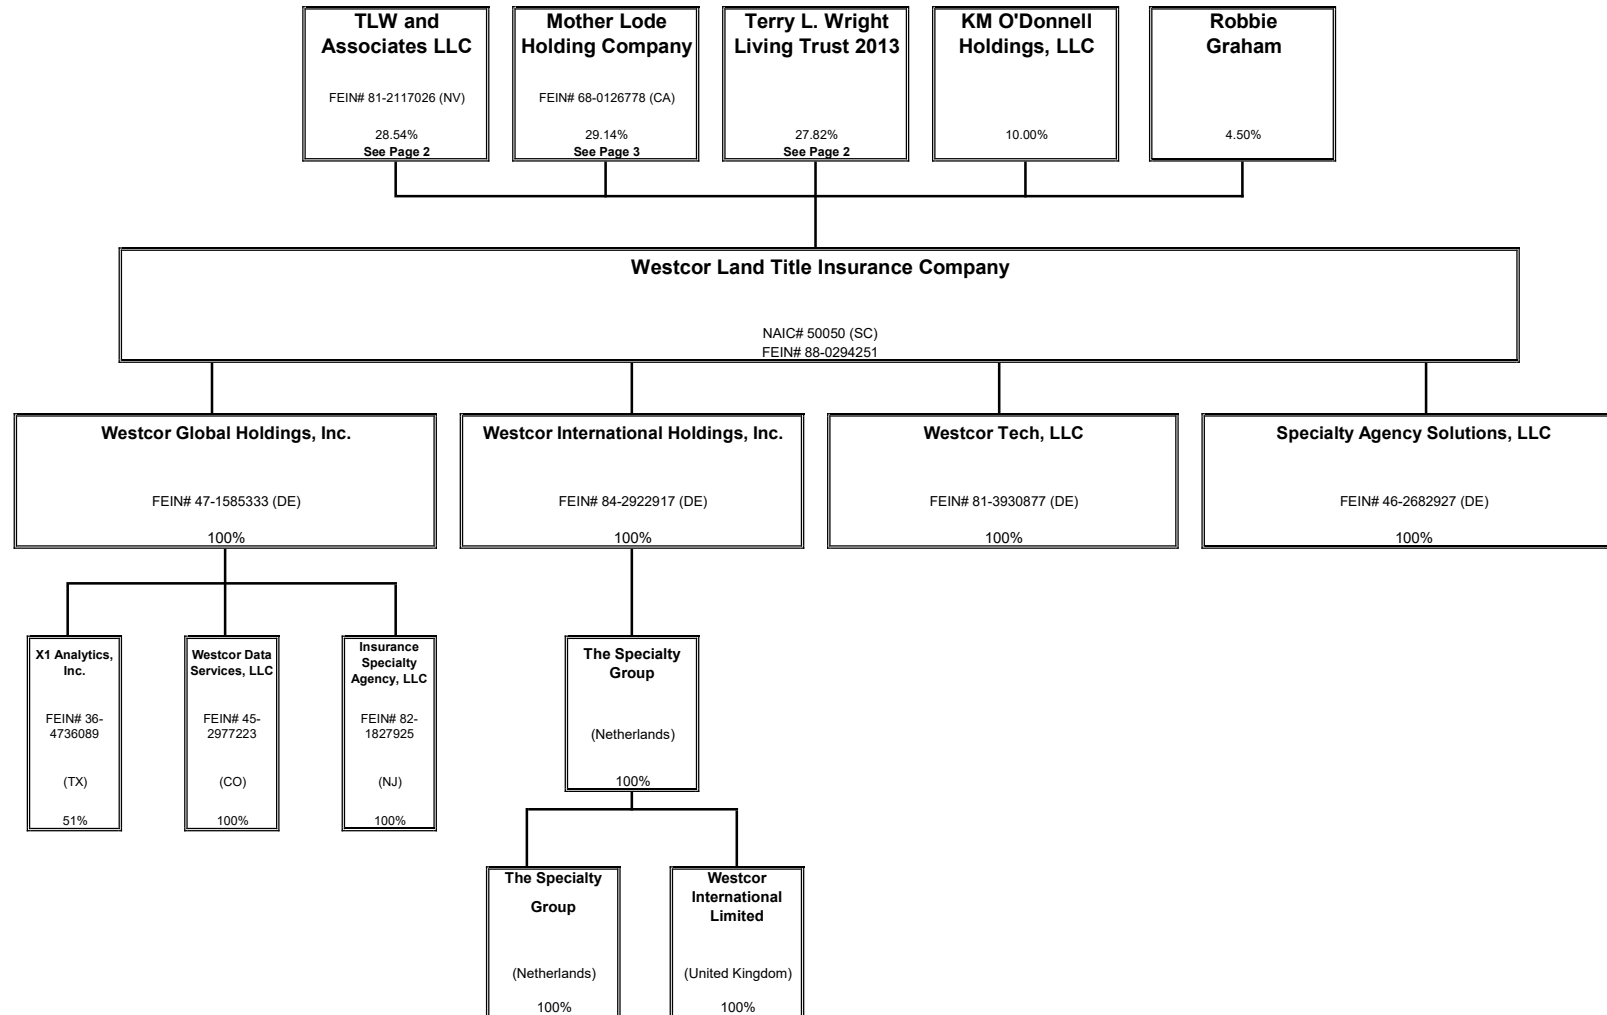 TLW and
Associates LLC
FEIN# 81-2117026 (NV)
28.54%
See Page 2
Mother Lode
Holding Company
FEIN# 68-0126778 (CA)
29.14%
See Page 3
Terry L. Wright
Living Trust 2013
27.82%
See Page 2
KM O'Donnell
Holdings, LLC
10.00%
Robbie
Graham
4.50%
Westcor Land Title Insurance Company
NAIC# 50050 (SC)
FEIN# 88-0294251
Westcor Global Holdings, Inc.
FEIN# 47-1585333 (DE)
100%
Westcor International Holdings, Inc.
FEIN# 84-2922917 (DE)
100%
Westcor Tech, LLC
FEIN# 81-3930877 (DE)
100%
Specialty Agency Solutions, LLC
FEIN# 46-2682927 (DE)
100%
X1 Analytics,
Inc.
FEIN# 36-
4736089
(TX)
51%
Westcor Data
Services, LLC
FEIN# 45-
2977223
(CO)
100%
Insurance
Specialty
Agency, LLC
FEIN# 82-
1827925
(NJ)
100%
The Specialty
Group
(Netherlands)
100%
The Specialty
Group
(Netherlands)
100%
Westcor
International
Limited
(United Kingdom)
100%